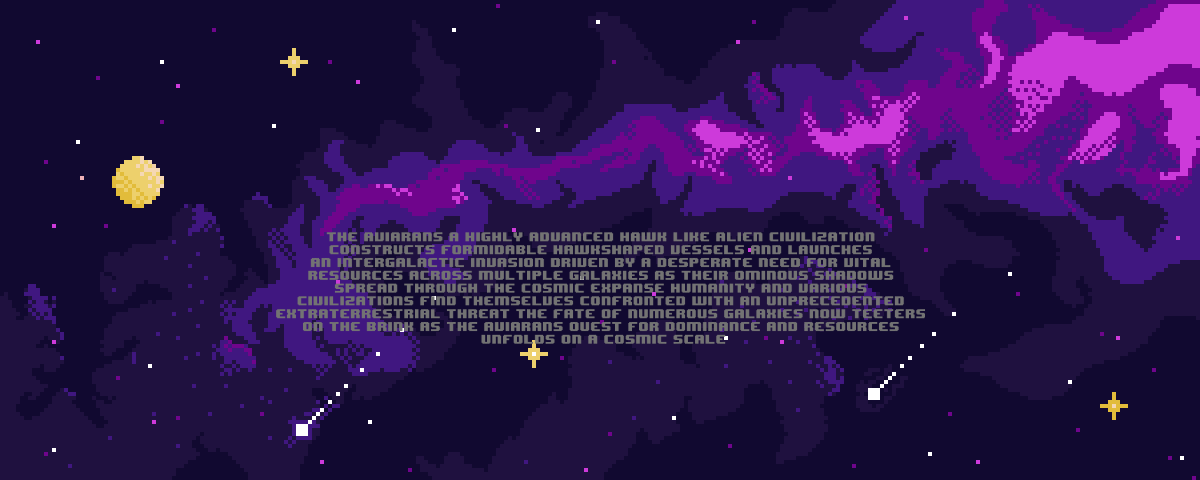 THE AVIARANS A HIGHLY ADVANCED HAWK LIKE ALIEN CIVILIZATION
CONSTRUCTS FORMIDABLE HAWKSHAPED VESSELS AND LAUNCHES
AN INTERGALACTIC INVASION DRIVEN BY A DESPERATE NEED FOR VITAL
RESOURCES ACROSS MULTIPLE GALAXIES AS THEIR OMINOUS SHADOWS
SPREAD THROUGH THE COSMIC EXPANSE HUMANITY AND VARIOUS
CIVILIZATIONS FIND THEMSELVES CONFRONTED WITH AN UNPRECEDENTED
EXTRATERRESTRIAL THREAT THE FATE OF NUMEROUS GALAXIES NOW TEETERS
ON THE BRINK AS THE AVIARANS QUEST FOR DOMINANCE AND RESOURCES
UNFOLDS ON A COSMIC SCALE